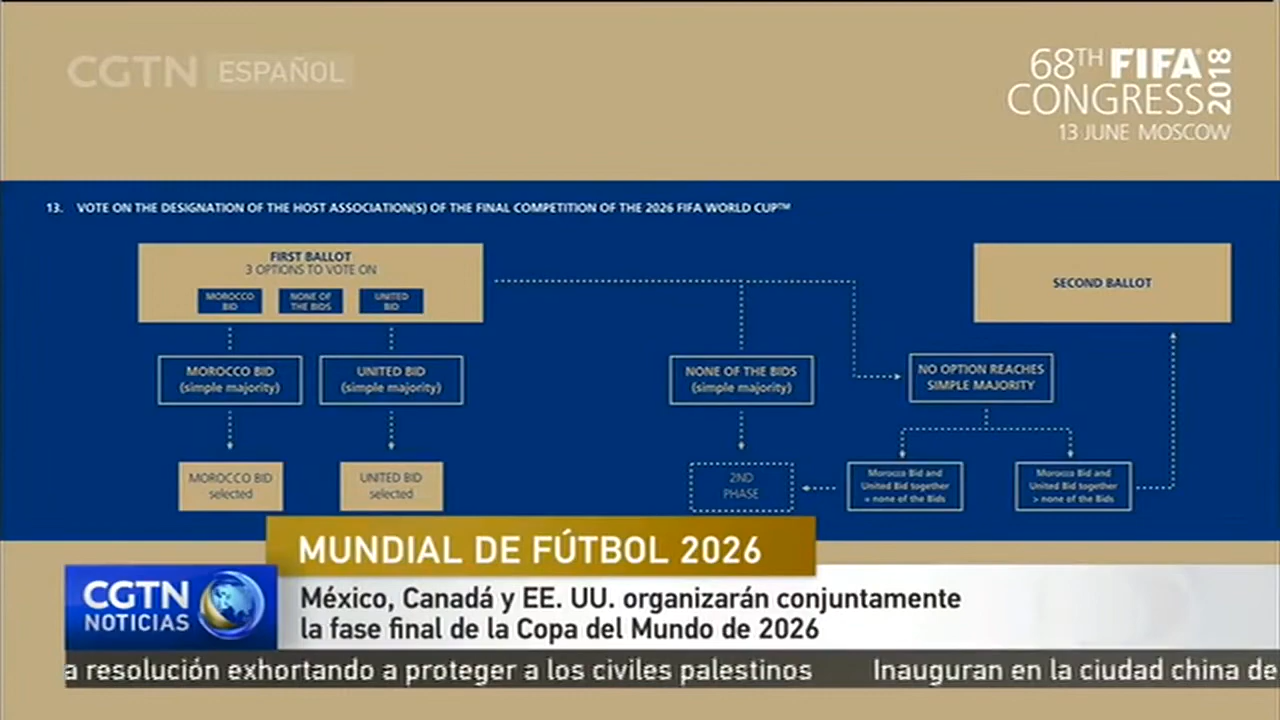 CGTN ESPAÑOL
68TH FIFA
CONGRESS
2018
13 JUNE MOSCOW
13. VOTE ON THE DESIGNATION OF THE HOST ASSOCIATION(S) OF THE FINAL COMPETITION OF THE 2026 FIFA WORLD CUP™
FIRST BALLOT
3 OPTIONS TO VOTE ON
MOROCCO
BID
NONE OF
THE BIDS
UNITED
BID
SECOND BALLOT
MOROCCO BID
(simple majority)
UNITED BID
(simple majority)
NONE OF THE BIDS
(simple majority)
NO OPTION REACHES
SIMPLE MAJORITY
MOROCCO BID
selected
UNITED BID
selected
2ND
PHASE
Morocco Bid and
United Bid together
= none of the Bids
Morocco Bid and
United Bid together
> none of the Bids
MUNDIAL DE FÚTBOL 2026
CGTN
NOTICIAS
México, Canadá y EE. UU. organizarán conjuntamente
la fase final de la Copa del Mundo de 2026
a resolución exhortando a proteger a los civiles palestinos
Inauguran en la ciudad china de